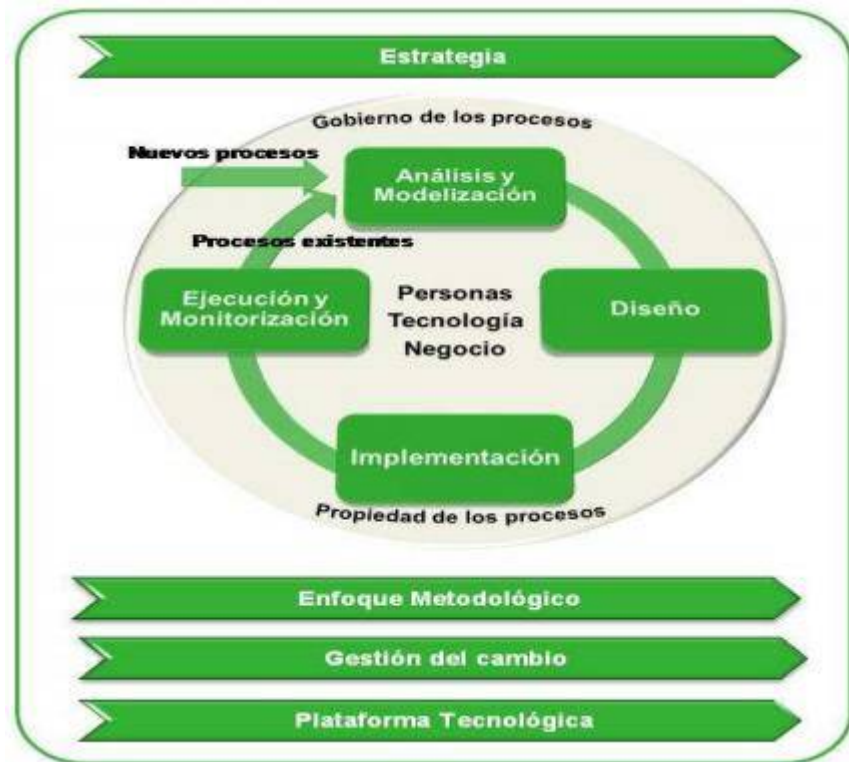 Estrategia
Gobierno de los procesos
Nuevos procesos
Análisis y
Modelización
Procesos existentes
Ejecución y
Monitorización
Personas
Tecnología
Negocio
Diseño
Implementación
Propiedad de los procesos
Enfoque Metodológico
Gestión del cambio
Plataforma Tecnológica